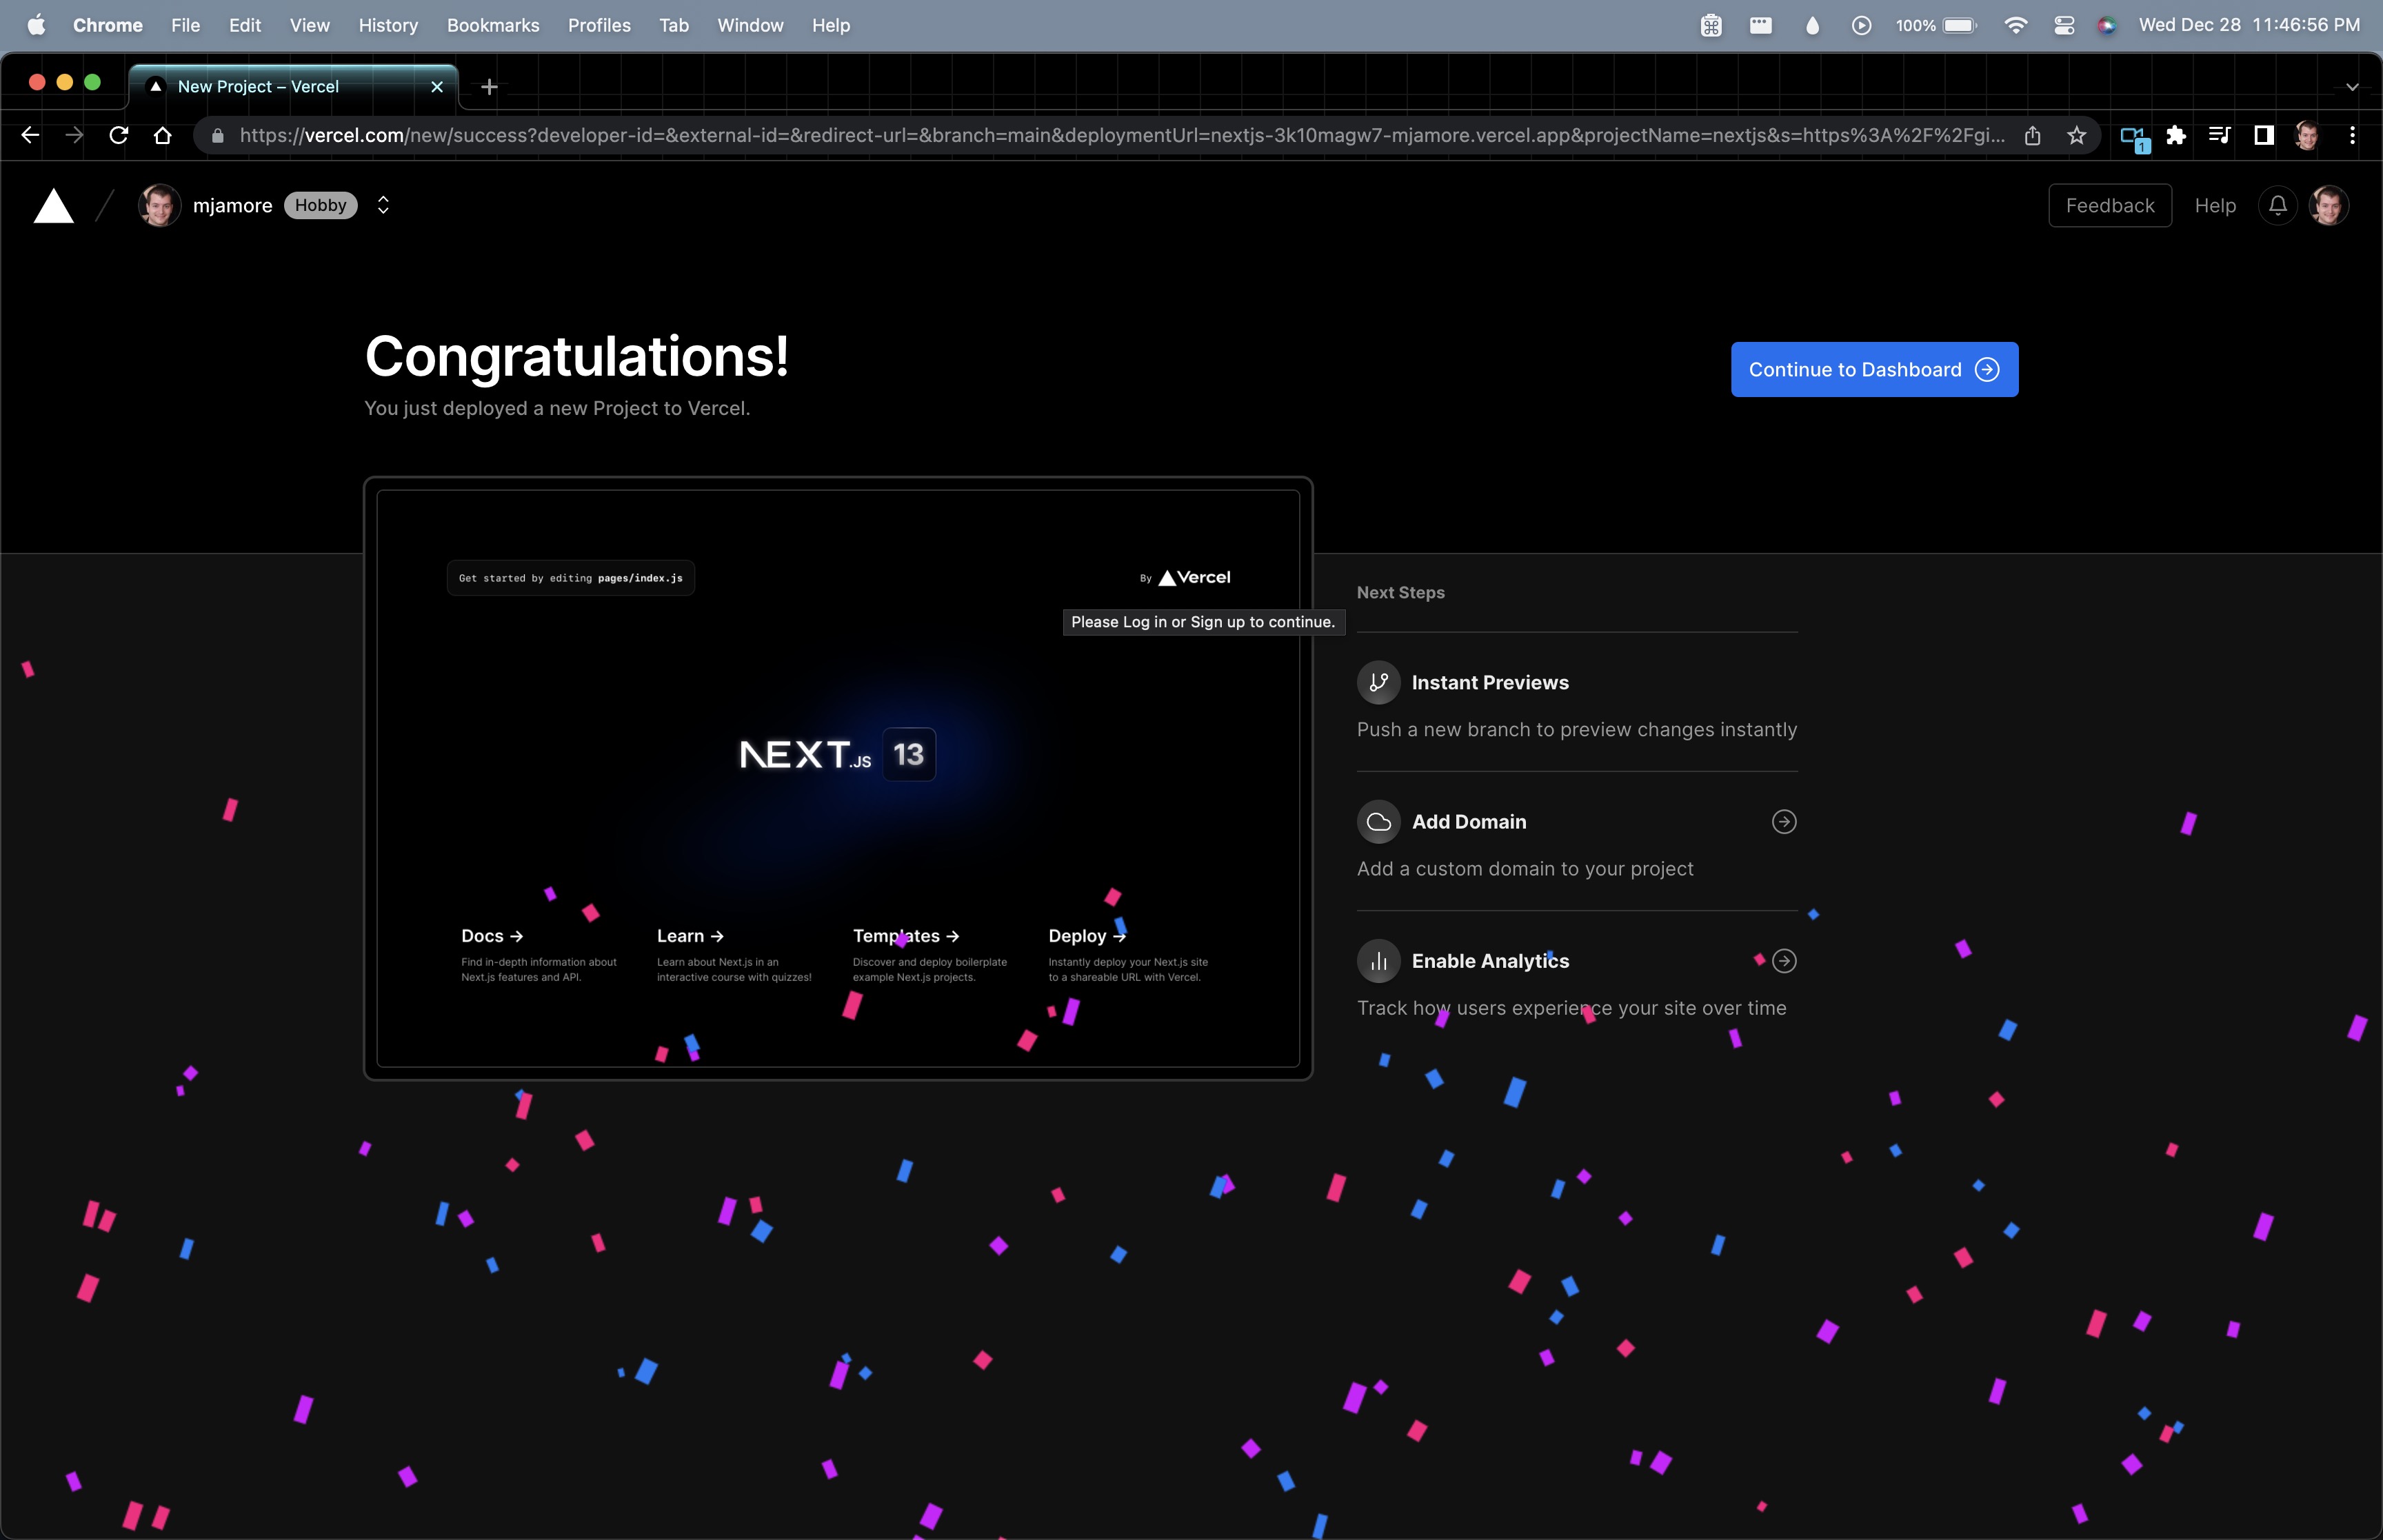 Chrome File Edit View History Bookmarks Profiles Tab Window Help 100% Wed Dec 28 11:46:56 PM
New Project – Vercel
https://vercel.com/new/success?developer-id=&external-id=&redirect-url=&branch=main&deploymentUrl=nextjs-3k10magw7-mjamore.vercel.app&projectName=nextjs&s=https%3A%2F%2Fgi...
1
mjamore Hobby Feedback Help
Congratulations!
You just deployed a new Project to Vercel.
Continue to Dashboard
Get started by editing pages/index.js
By Vercel
Please Log in or Sign up to continue.
NEXT.JS 13
Docs →
Find in-depth information about
Next.js features and API.
Learn →
Learn about Next.js in an
interactive course with quizzes!
Templates →
Discover and deploy boilerplate
example Next.js projects.
Deploy →
Instantly deploy your Next.js site
to a shareable URL with Vercel.
Next Steps
Instant Previews
Push a new branch to preview changes instantly
Add Domain
Add a custom domain to your project
Enable Analytics
Track how users experience your site over time